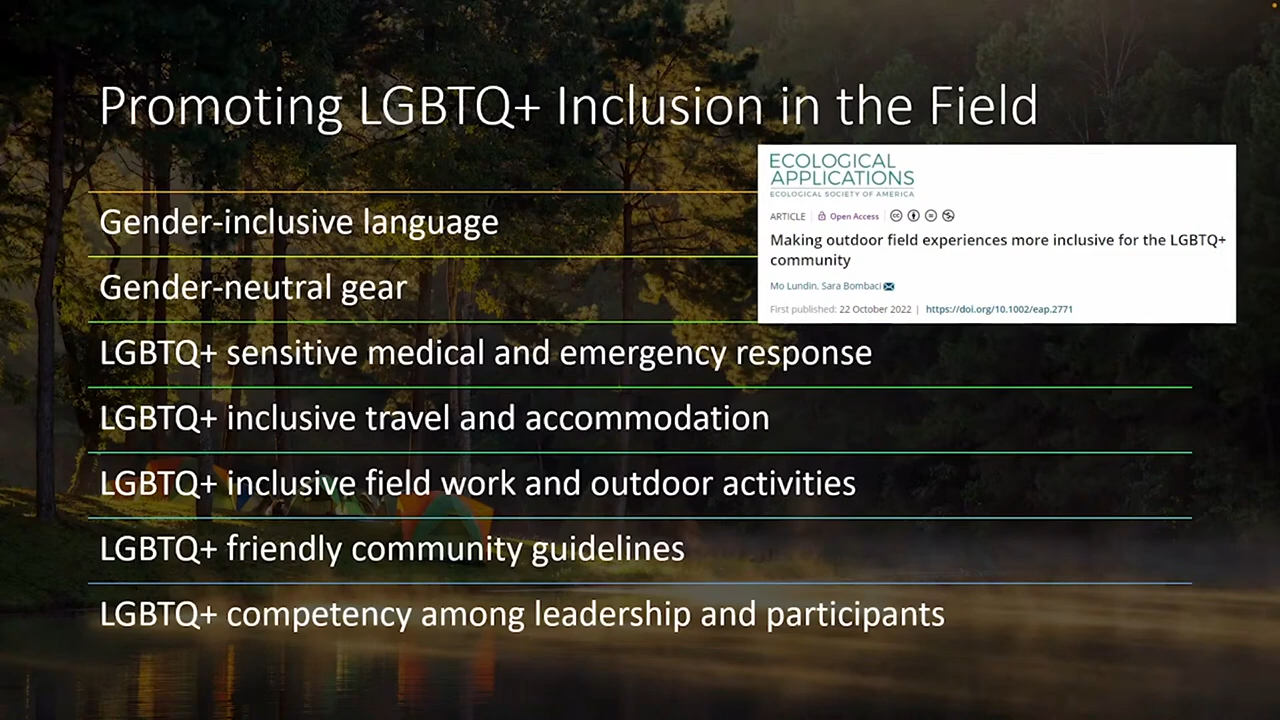 Promoting LGBTQ+ Inclusion in the Field
ECOLOGICAL
APPLICATIONS
ECOLOGICAL SOCIETY OF AMERICA
ARTICLE | Open Access |
Making outdoor field experiences more inclusive for the LGBTQ+
community
Mo Lundin, Sara Bombaci
First published: 22 October 2022 | https://doi.org/10.1002/eap.2771
Gender-inclusive language
Gender-neutral gear
LGBTQ+ sensitive medical and emergency response
LGBTQ+ inclusive travel and accommodation
LGBTQ+ inclusive field work and outdoor activities
LGBTQ+ friendly community guidelines
LGBTQ+ competency among leadership and participants